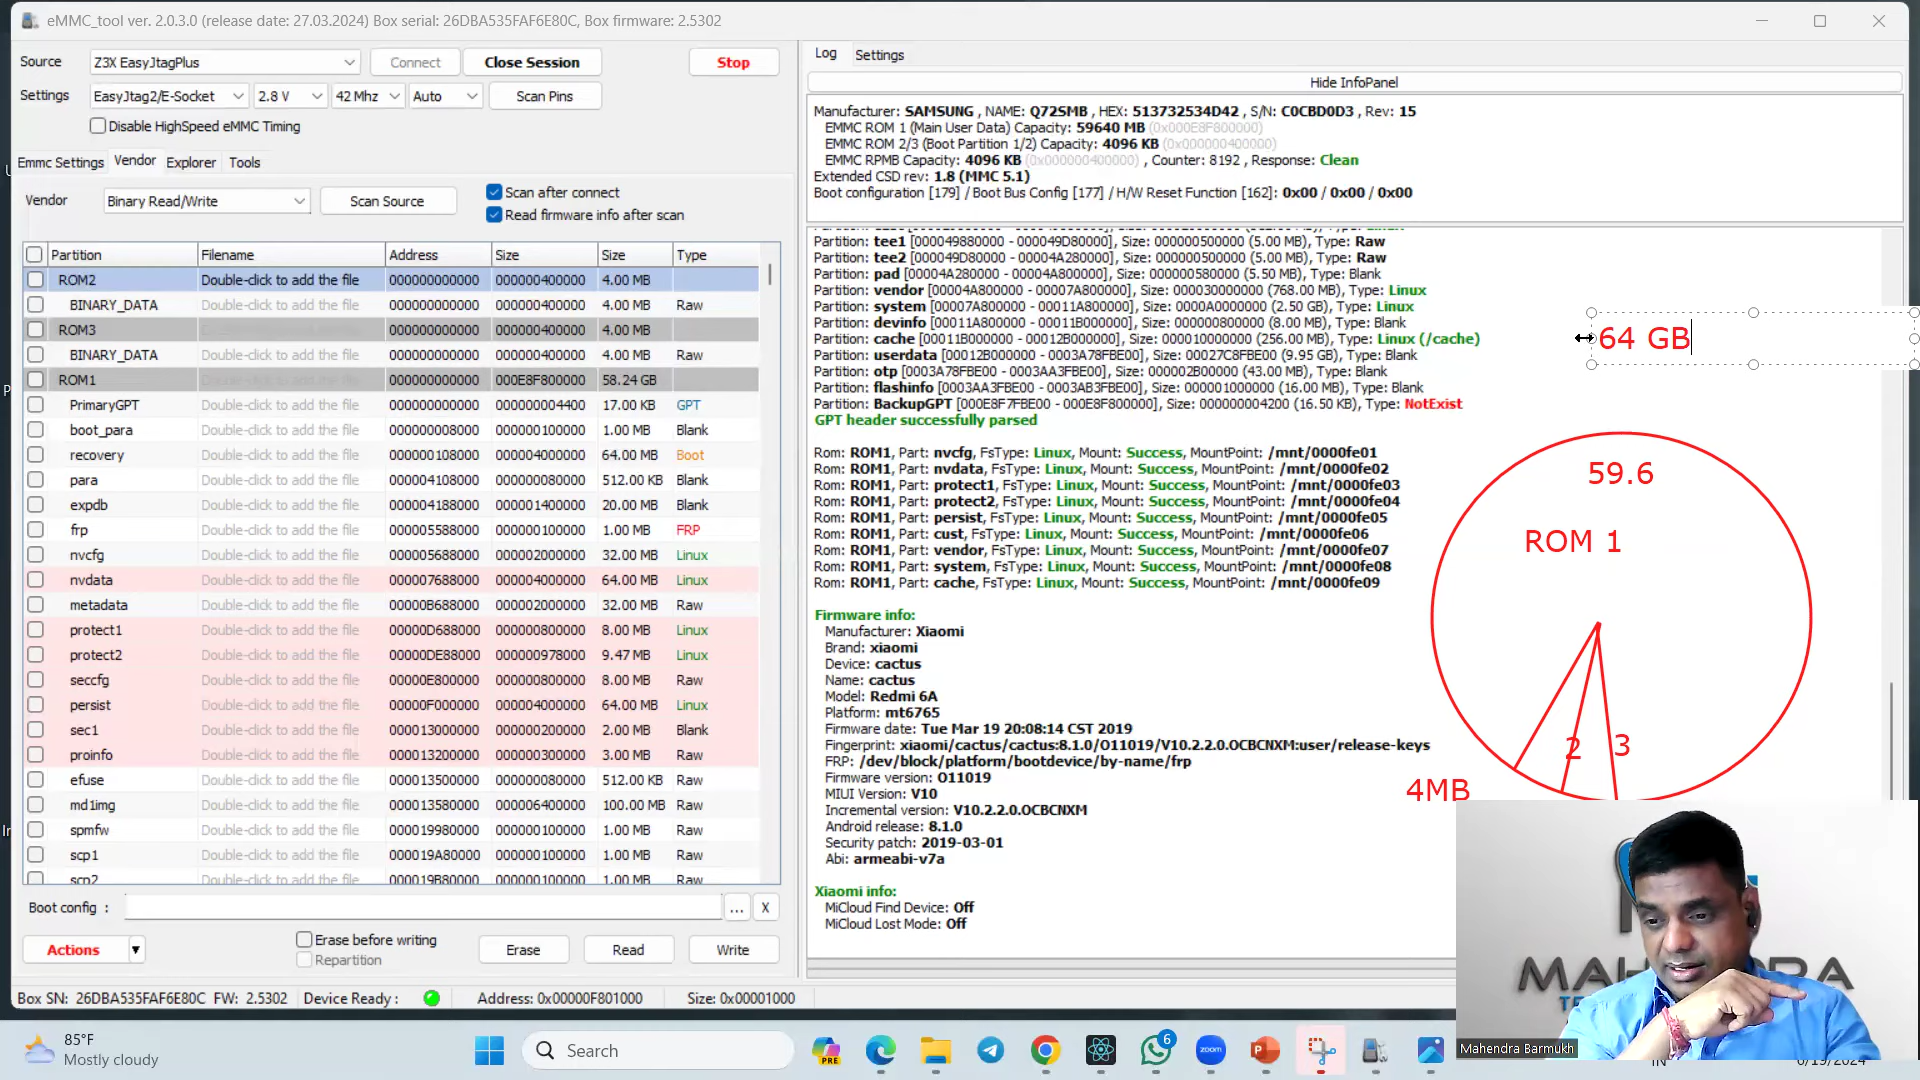 eMMC_tool ver. 2.0.3.0 (release date: 27.03.2024) Box serial: 26DBA535FAF6E80C, Box firmware: 2.5302
Source Z3X EasyJtagPlus Connect Close Session Stop
Settings EasyJtag2/E-Socket 2.8 V 42 Mhz Auto Scan Pins
Disable HighSpeed eMMC Timing
Emmc Settings Vendor Explorer Tools
Vendor Binary Read/Write Scan Source Scan after connect
Read firmware info after scan
Partition Filename Address Size Size Type
ROM2 Double-click to add the file 000000000000 000000400000 4.00 MB
BINARY_DATA Double-click to add the file 000000000000 000000400000 4.00 MB Raw
ROM3 Double-click to add the file 000000000000 000000400000 4.00 MB
BINARY_DATA Double-click to add the file 000000000000 000000400000 4.00 MB Raw
ROM1 Double-click to add the file 000000000000 000E8F800000 58.24 GB
PrimaryGPT Double-click to add the file 000000000000 000000004400 17.00 KB GPT
boot_para Double-click to add the file 000000008000 000000100000 1.00 MB Blank
recovery Double-click to add the file 000000108000 000004000000 64.00 MB Boot
para Double-click to add the file 000004108000 000000080000 512.00 KB Blank
expdb Double-click to add the file 000004188000 000001400000 20.00 MB Blank
frp Double-click to add the file 000005588000 000000100000 1.00 MB FRP
nvcfg Double-click to add the file 000005688000 000002000000 32.00 MB Linux
nvdata Double-click to add the file 000007688000 000004000000 64.00 MB Linux
metadata Double-click to add the file 00000B688000 000002000000 32.00 MB Raw
protect1 Double-click to add the file 00000D688000 000000800000 8.00 MB Linux
protect2 Double-click to add the file 00000DE88000 000000978000 9.47 MB Linux
seccfg Double-click to add the file 00000E800000 000000800000 8.00 MB Raw
persist Double-click to add the file 00000F000000 000004000000 64.00 MB Linux
sec1 Double-click to add the file 000013000000 000000200000 2.00 MB Blank
proinfo Double-click to add the file 000013200000 000000300000 3.00 MB Raw
efuse Double-click to add the file 000013500000 000000080000 512.00 KB Raw
md1img Double-click to add the file 000013580000 000006400000 100.00 MB Raw
spmfw Double-click to add the file 000019980000 000000100000 1.00 MB Raw
scp1 Double-click to add the file 000019A80000 000000100000 1.00 MB Raw
scp2 Double-click to add the file 000019B80000 000000100000 1.00 MB Raw
Boot config : ... X
Actions Erase before writing Erase Read Write
Repartition
Box SN: 26DBA535FAF6E80C FW: 2.5302 Device Ready : Address: 0x00000F801000 Size: 0x00001000
Log Settings
Hide InfoPanel
Manufacturer: SAMSUNG , NAME: Q72SMB , HEX: 513732534D42 , S/N: C0CBD0D3 , Rev: 15
EMMC ROM 1 (Main User Data) Capacity: 59640 MB (0x000E8F800000)
EMMC ROM 2/3 (Boot Partition 1/2) Capacity: 4096 KB (0x000000400000)
EMMC RPMB Capacity: 4096 KB (0x000000400000) , Counter: 8192 , Response: Clean
Extended CSD rev: 1.8 (MMC 5.1)
Boot configuration [179] / Boot Bus Config [177] / H/W Reset Function [162]: 0x00 / 0x00 / 0x00
Partition: tee1 [000049880000 - 000049D80000], Size: 000000500000 (5.00 MB), Type: Raw
Partition: tee2 [000049D80000 - 00004A280000], Size: 000000500000 (5.00 MB), Type: Raw
Partition: pad [00004A280000 - 00004A800000], Size: 000000580000 (5.50 MB), Type: Blank
Partition: vendor [00004A800000 - 00007A800000], Size: 000030000000 (768.00 MB), Type: Linux
Partition: system [00007A800000 - 00011A800000], Size: 0000A0000000 (2.50 GB), Type: Linux
Partition: devinfo [00011A800000 - 00011B000000], Size: 000000800000 (8.00 MB), Type: Blank
Partition: cache [00011B000000 - 00012B000000], Size: 000010000000 (256.00 MB), Type: Linux (/cache)
Partition: userdata [00012B000000 - 0003A78FBE00], Size: 00027C8FBE00 (9.95 GB), Type: Blank
Partition: otp [0003A78FBE00 - 0003AA3FBE00], Size: 000002B00000 (43.00 MB), Type: Blank
Partition: flashinfo [0003AA3FBE00 - 0003AB3FBE00], Size: 000001000000 (16.00 MB), Type: Blank
Partition: BackupGPT [000E8F7FBE00 - 000E8F800000], Size: 000000004200 (16.50 KB), Type: NotExist
GPT header successfully parsed
Rom: ROM1, Part: nvcfg, FsType: Linux, Mount: Success, MountPoint: /mnt/0000fe01
Rom: ROM1, Part: nvdata, FsType: Linux, Mount: Success, MountPoint: /mnt/0000fe02
Rom: ROM1, Part: protect1, FsType: Linux, Mount: Success, MountPoint: /mnt/0000fe03
Rom: ROM1, Part: protect2, FsType: Linux, Mount: Success, MountPoint: /mnt/0000fe04
Rom: ROM1, Part: persist, FsType: Linux, Mount: Success, MountPoint: /mnt/0000fe05
Rom: ROM1, Part: cust, FsType: Linux, Mount: Success, MountPoint: /mnt/0000fe06
Rom: ROM1, Part: vendor, FsType: Linux, Mount: Success, MountPoint: /mnt/0000fe07
Rom: ROM1, Part: system, FsType: Linux, Mount: Success, MountPoint: /mnt/0000fe08
Rom: ROM1, Part: cache, FsType: Linux, Mount: Success, MountPoint: /mnt/0000fe09
Firmware info:
Manufacturer: Xiaomi
Brand: xiaomi
Device: cactus
Name: cactus
Model: Redmi 6A
Platform: mt6765
Firmware date: Tue Mar 19 20:08:14 CST 2019
Fingerprint: xiaomi/cactus/cactus:8.1.0/O11019/V10.2.2.0.OCBCNXM:user/release-keys
FRP: /dev/block/platform/bootdevice/by-name/frp
Firmware version: O11019
MIUI Version: V10
Incremental version: V10.2.2.0.OCBCNXM
Android release: 8.1.0
Security patch: 2019-03-01
Abi: armeabi-v7a
Xiaomi info:
MiCloud Find Device: Off
MiCloud Lost Mode: Off
64 GB
59.6
ROM 1
2
3
4MB
Mahendra Barmukh
85°F
Mostly cloudy
Search
PRE
6
zoom
IN
6/19/2024